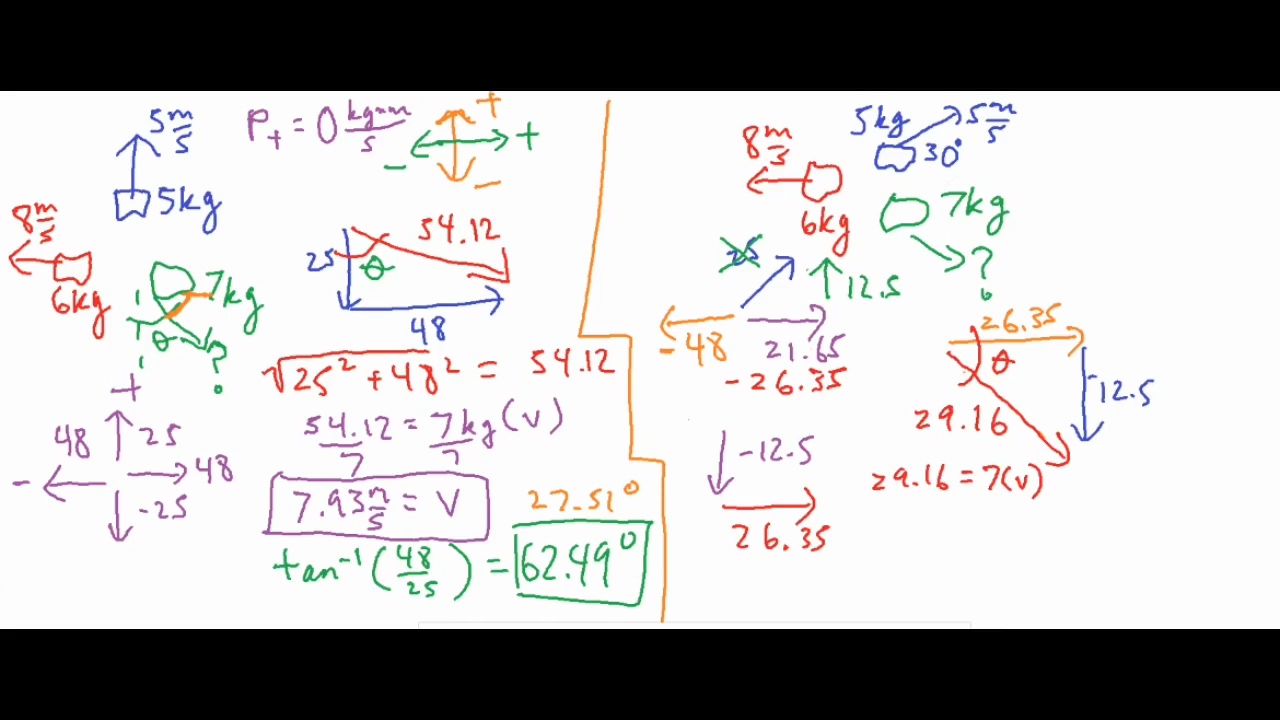 5 m/s
5kg
8 m/s
6kg
7kg
θ
?
P_t = 0 kg·m/s
+
+
-
-
25
54.12
θ
48
√25² + 48² = 54.12
54.12 = 7kg (v)
7 7
7.93 m/s = V
tan⁻¹ (48/25) = 62.49°
27.51°
+
48
25
48
-
-25
5kg
5 m/s
30°
8 m/s
6kg
7kg
?
25
12.5
-48
21.65
-26.35
-12.5
26.35
26.35
θ
-12.5
29.16
29.16 = 7(v)